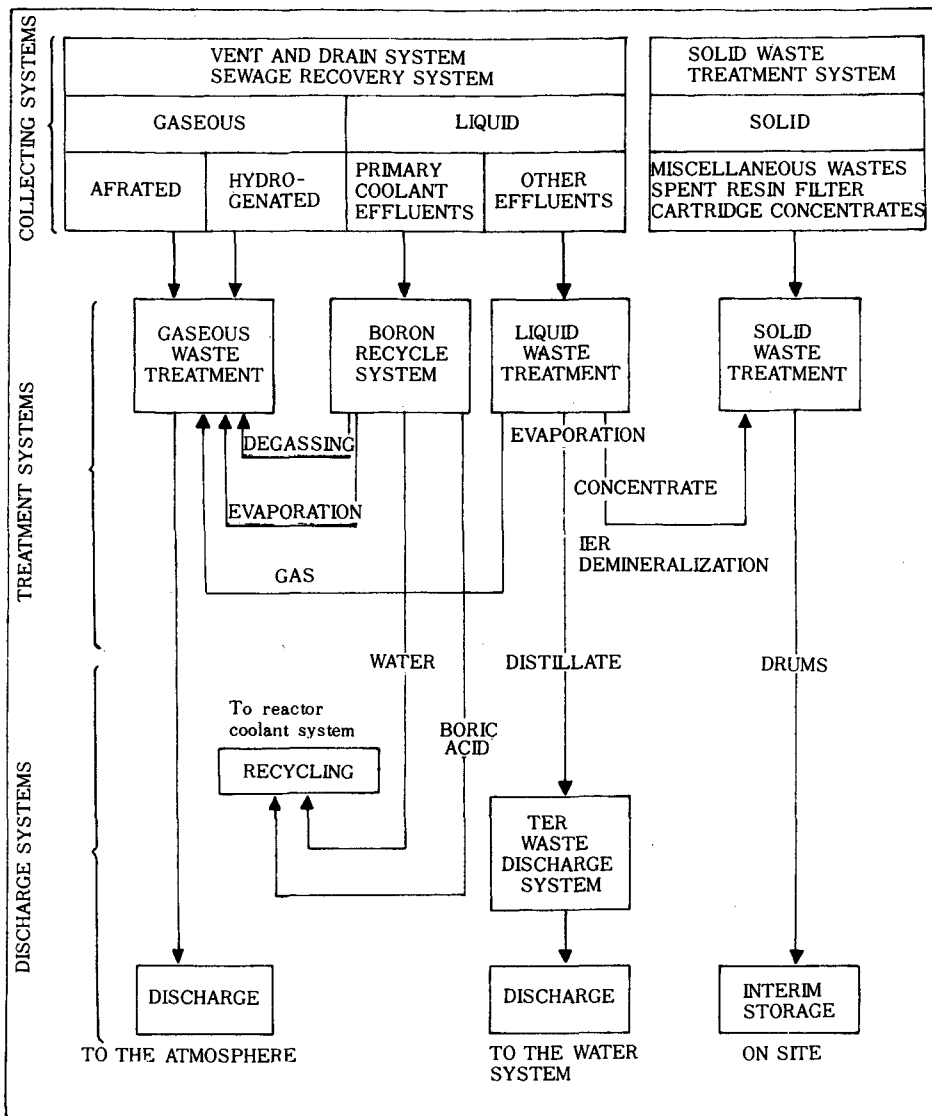 COLLECTING SYSTEMS
VENT AND DRAIN SYSTEM
SEWAGE RECOVERY SYSTEM
SOLID WASTE
TREATMENT SYSTEM
GASEOUS
LIQUID
SOLID
AFRATED
HYDRO-
GENATED
PRIMARY
COOLANT
EFFLUENTS
OTHER
EFFLUENTS
MISCELLANEOUS WASTES
SPENT RESIN FILTER
CARTRIDGE CONCENTRATES
TREATMENT SYSTEMS
GASEOUS
WASTE
TREATMENT
BORON
RECYCLE
SYSTEM
LIQUID
WASTE
TREATMENT
SOLID
WASTE
TREATMENT
DEGASSING
EVAPORATION
EVAPORATION
CONCENTRATE
IER
DEMINERALIZATION
GAS
DISCHARGE SYSTEMS
WATER
DISTILLATE
DRUMS
To reactor
coolant system
BORIC
ACID
RECYCLING
TER
WASTE
DISCHARGE
SYSTEM
DISCHARGE
DISCHARGE
INTERIM
STORAGE
TO THE ATMOSPHERE
TO THE WATER
SYSTEM
ON SITE